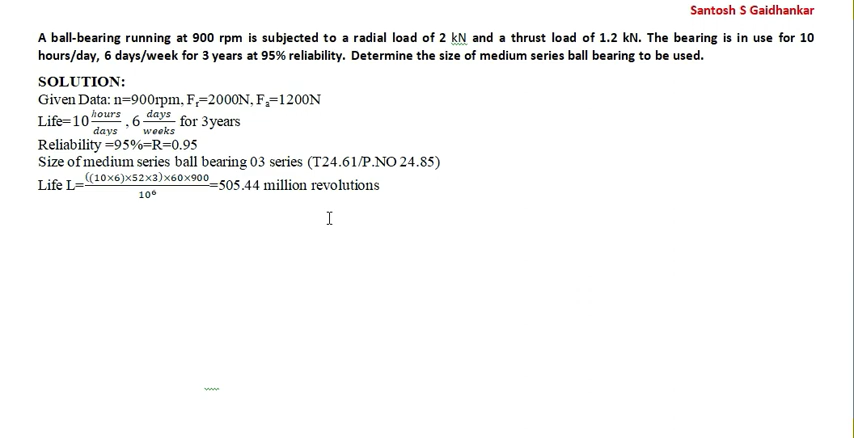 Santosh S Gaidhankar
A ball-bearing running at 900 rpm is subjected to a radial load of 2 kN and a thrust load of 1.2 kN. The bearing is in use for 10
hours/day, 6 days/week for 3 years at 95% reliability. Determine the size of medium series ball bearing to be used.
SOLUTION:
Given Data: n=900rpm, Fr=2000N, Fa=1200N
Life=10 hours/days , 6 days/weeks for 3years
Reliability =95%=R=0.95
Size of medium series ball bearing 03 series (T24.61/P.NO 24.85)
Life L=((10×6)×52×3)×60×900/10⁶=505.44 million revolutions